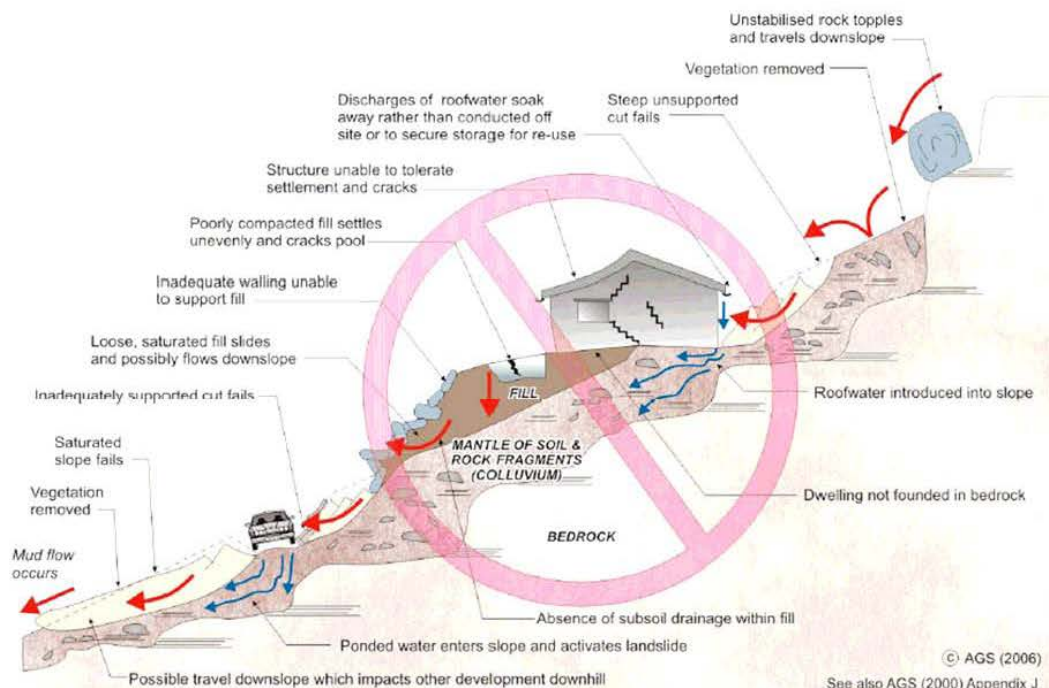 Unstabilised rock topples
and travels downslope
Vegetation removed
Discharges of roofwater soak
away rather than conducted off
site or to secure storage for re-use
Steep unsupported
cut fails
Structure unable to tolerate
settlement and cracks
Poorly compacted fill settles
unevenly and cracks pool
Inadequate walling unable
to support fill
Loose, saturated fill slides
and possibly flows downslope
Inadequately supported cut fails
Roofwater introduced into slope
FILL
Saturated
slope fails
MANTLE OF SOIL &
ROCK FRAGMENTS
(COLLUVIUM)
Vegetation
removed
Dwelling not founded in bedrock
BEDROCK
Mud flow
occurs
Absence of subsoil drainage within fill
Ponded water enters slope and activates landslide
© AGS (2006)
Possible travel downslope which impacts other development downhill
See also AGS (2000) Appendix J